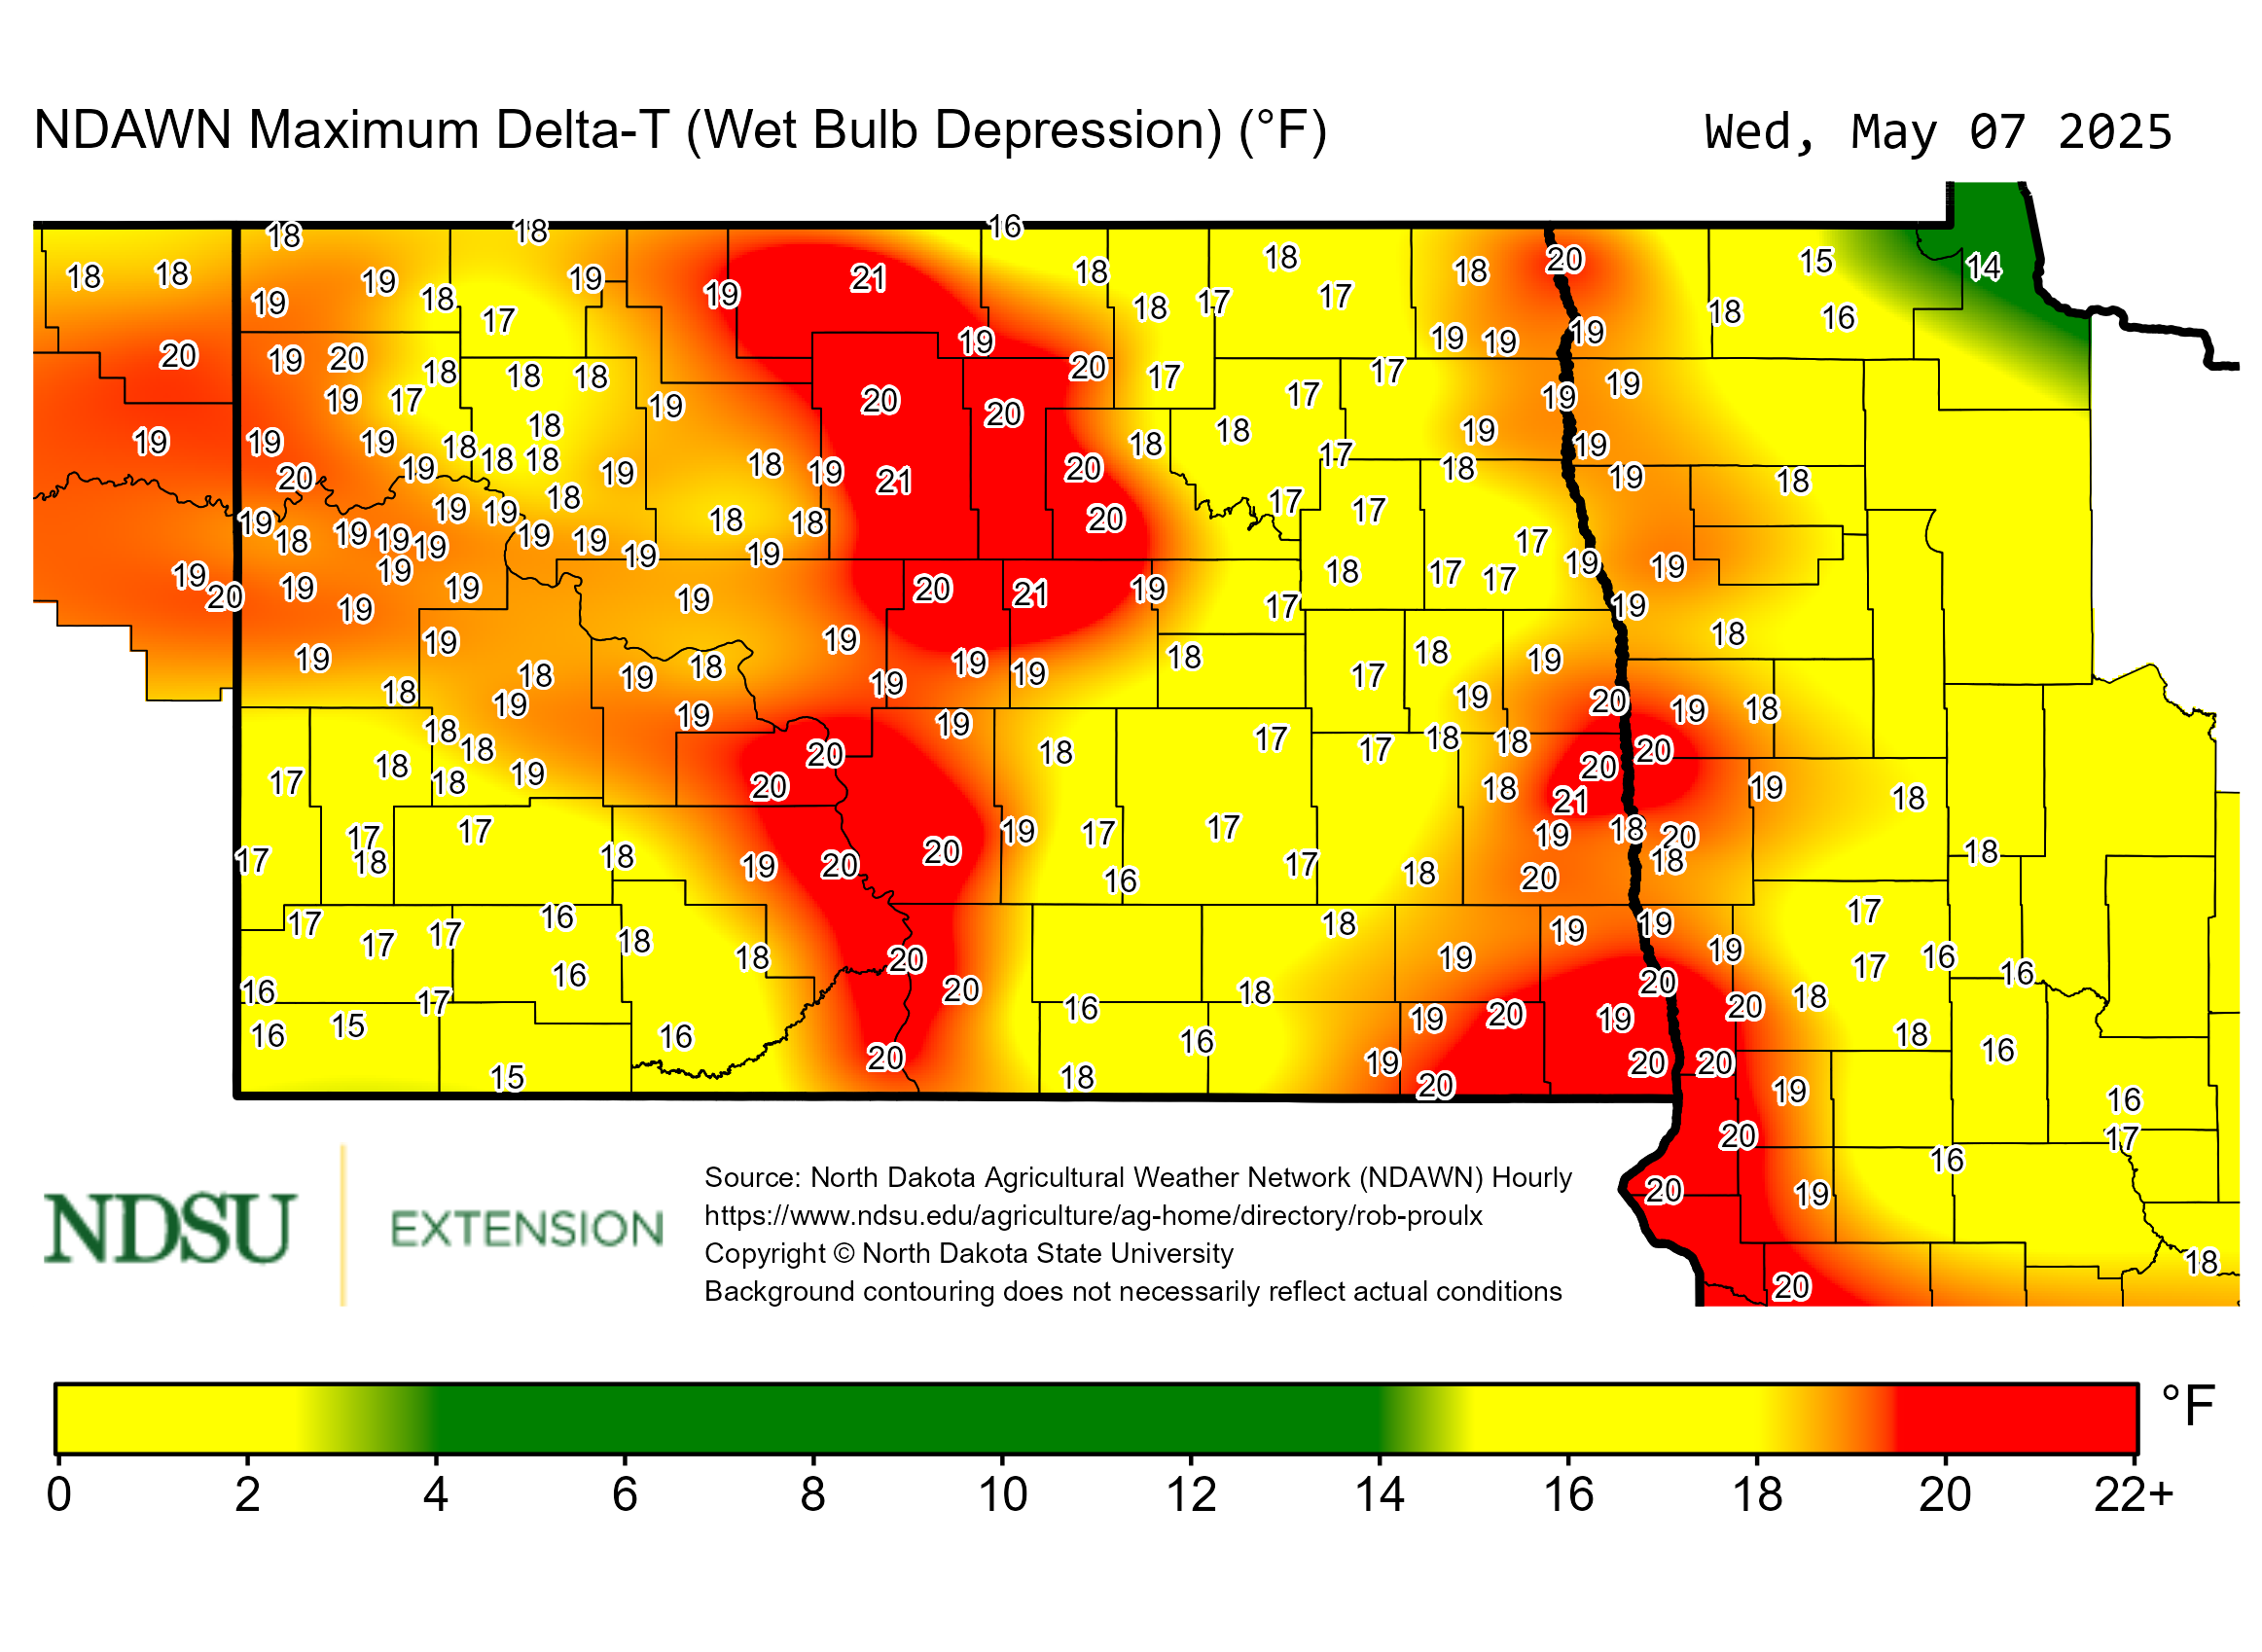 NDAWN Maximum Delta-T (Wet Bulb Depression) (°F)
Wed, May 07 2025
18 18 16
18 18 19 19 18 19 21 18 18 18 20 15 14
19 17 19 18 17 17 19 19 19 18 16
20 19 20 18 18 18 19 20 17 17 19 19
19 17 19 20 20 17 19
19 19 19 18 18 18 18 19 18 19 21 20 18 18 17 19 18 19 19 18
20 19 19 18 18 18 20 17 17
19 18 19 19 19 19 19 19 19 19 17 19 19
19 20 19 19 19 19 19 20 21 19 17 18 17 17 19
19 19 18 19 18 19 19 19 19 18 17 18 19 18
18 19 19 19 19 20 19 18
18 18 18 18 19 20 20 18 17 17 18 18 20 20
17 17 18 17 18 19 20 20 19 17 16 17 17 18 18 21 19 18 20 18 20 19 18 18
17 17 17 16 16 18 18 20 20 18 18 19 19 19 20 19 20 18 17 17 16 16
16 16 15 17 15 16 20 16 18 16 19 19 20 20 19 20 20 19 18 16
20 20 19 16 16 17 18
20
NDSU
EXTENSION
Source: North Dakota Agricultural Weather Network (NDAWN) Hourly
https://www.ndsu.edu/agriculture/ag-home/directory/rob-proulx
Copyright © North Dakota State University
Background contouring does not necessarily reflect actual conditions
°F
0 2 4 6 8 10 12 14 16 18 20 22+